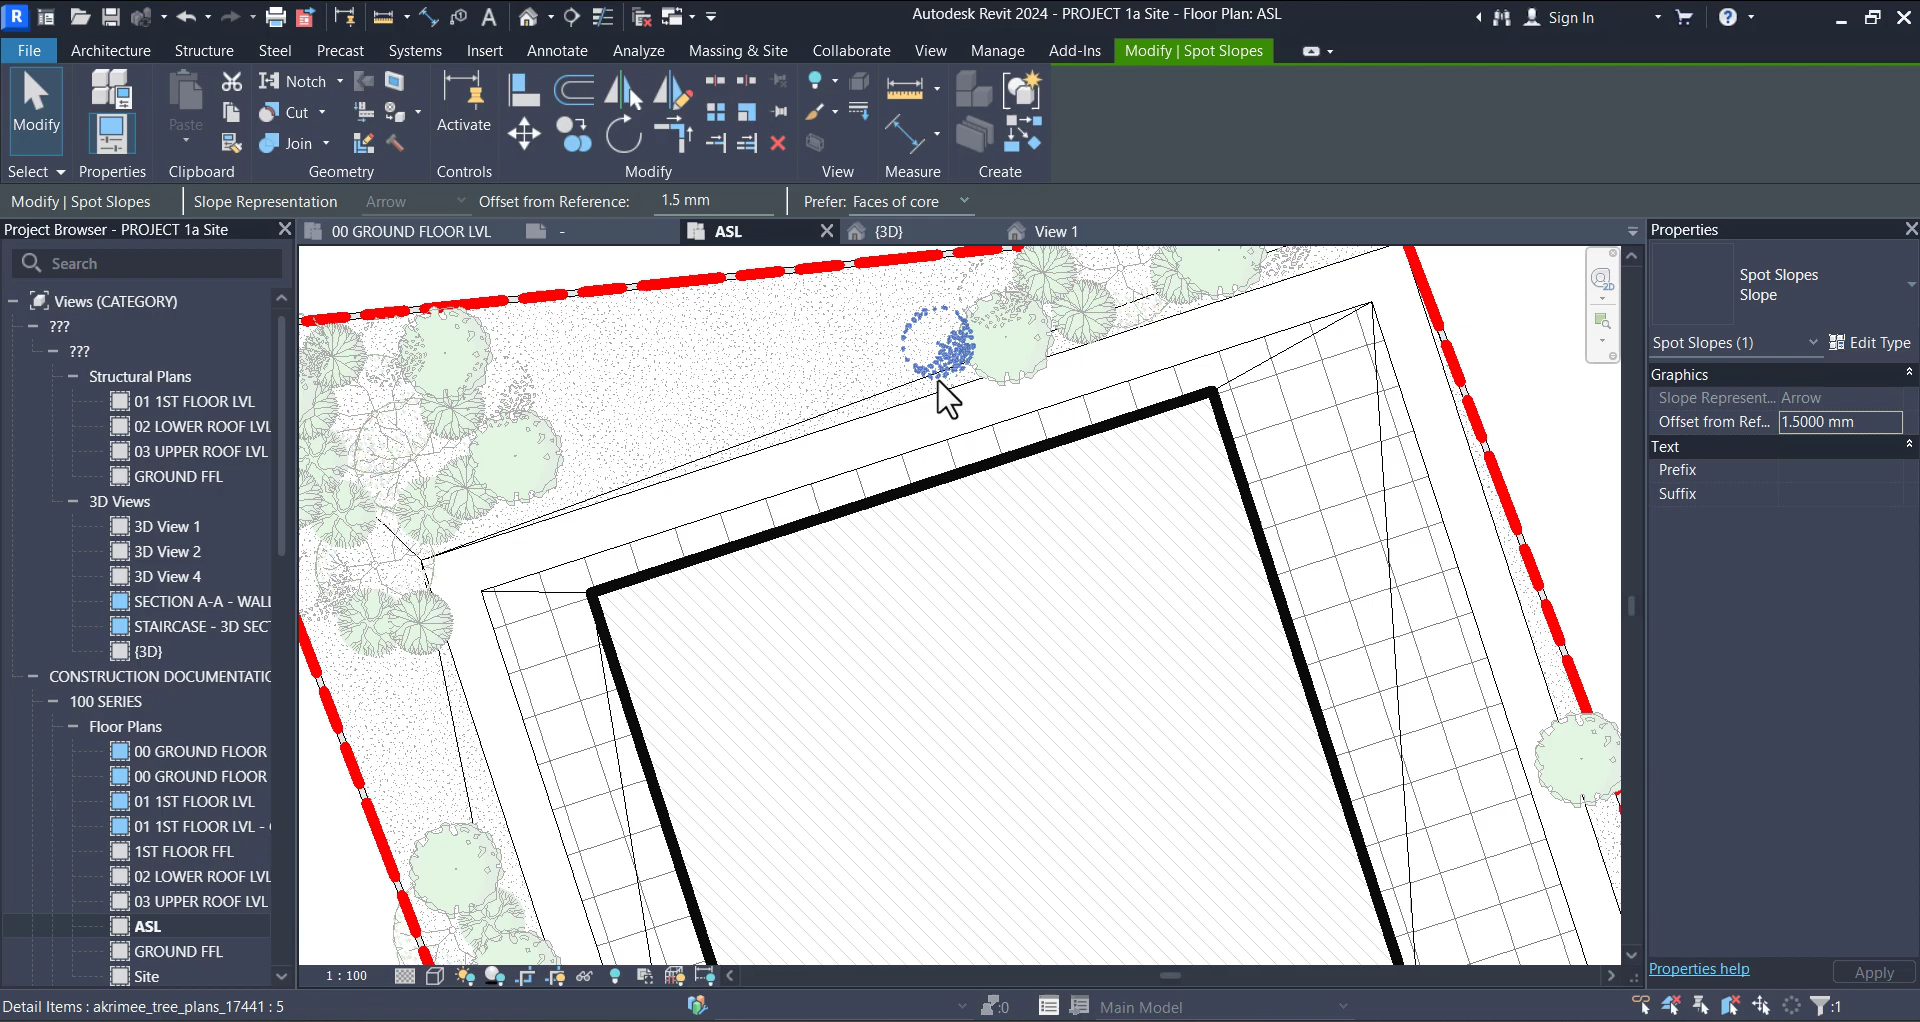 Autodesk Revit 2024 - PROJECT 1a Site - Floor Plan: ASL
Sign In
File Architecture Structure Steel Precast Systems Insert Annotate Analyze Massing & Site Collaborate View Manage Add-Ins Modify | Spot Slopes
Modify
Paste
Notch
Cut
Join
Activate
Select Properties Clipboard Geometry Controls Modify View Measure Create
Modify | Spot Slopes Slope Representation Arrow Offset from Reference: 1.5 mm Prefer: Faces of core
Project Browser - PROJECT 1a Site
00 GROUND FLOOR LVL
-
ASL
{3D}
View 1
Search
Views (CATEGORY)
???
???
Structural Plans
01 1ST FLOOR LVL
02 LOWER ROOF LVL
03 UPPER ROOF LVL
GROUND FFL
3D Views
3D View 1
3D View 2
3D View 4
SECTION A-A - WALL
STAIRCASE - 3D SEC
{3D}
CONSTRUCTION DOCUMENTATIO
100 SERIES
Floor Plans
00 GROUND FLOOR
00 GROUND FLOOR
01 1ST FLOOR LVL
01 1ST FLOOR LVL -
1ST FLOOR FFL
02 LOWER ROOF LVL
03 UPPER ROOF LVL
ASL
GROUND FFL
Site
2D
Properties
Spot Slopes
Slope
Spot Slopes (1)
Edit Type
Graphics
Slope Represent... Arrow
Offset from Ref... 1.5000 mm
Text
Prefix
Suffix
Properties help
Apply
1 : 100
Detail Items : akrimee_tree_plans_17441 : 5
:0
Main Model
:1